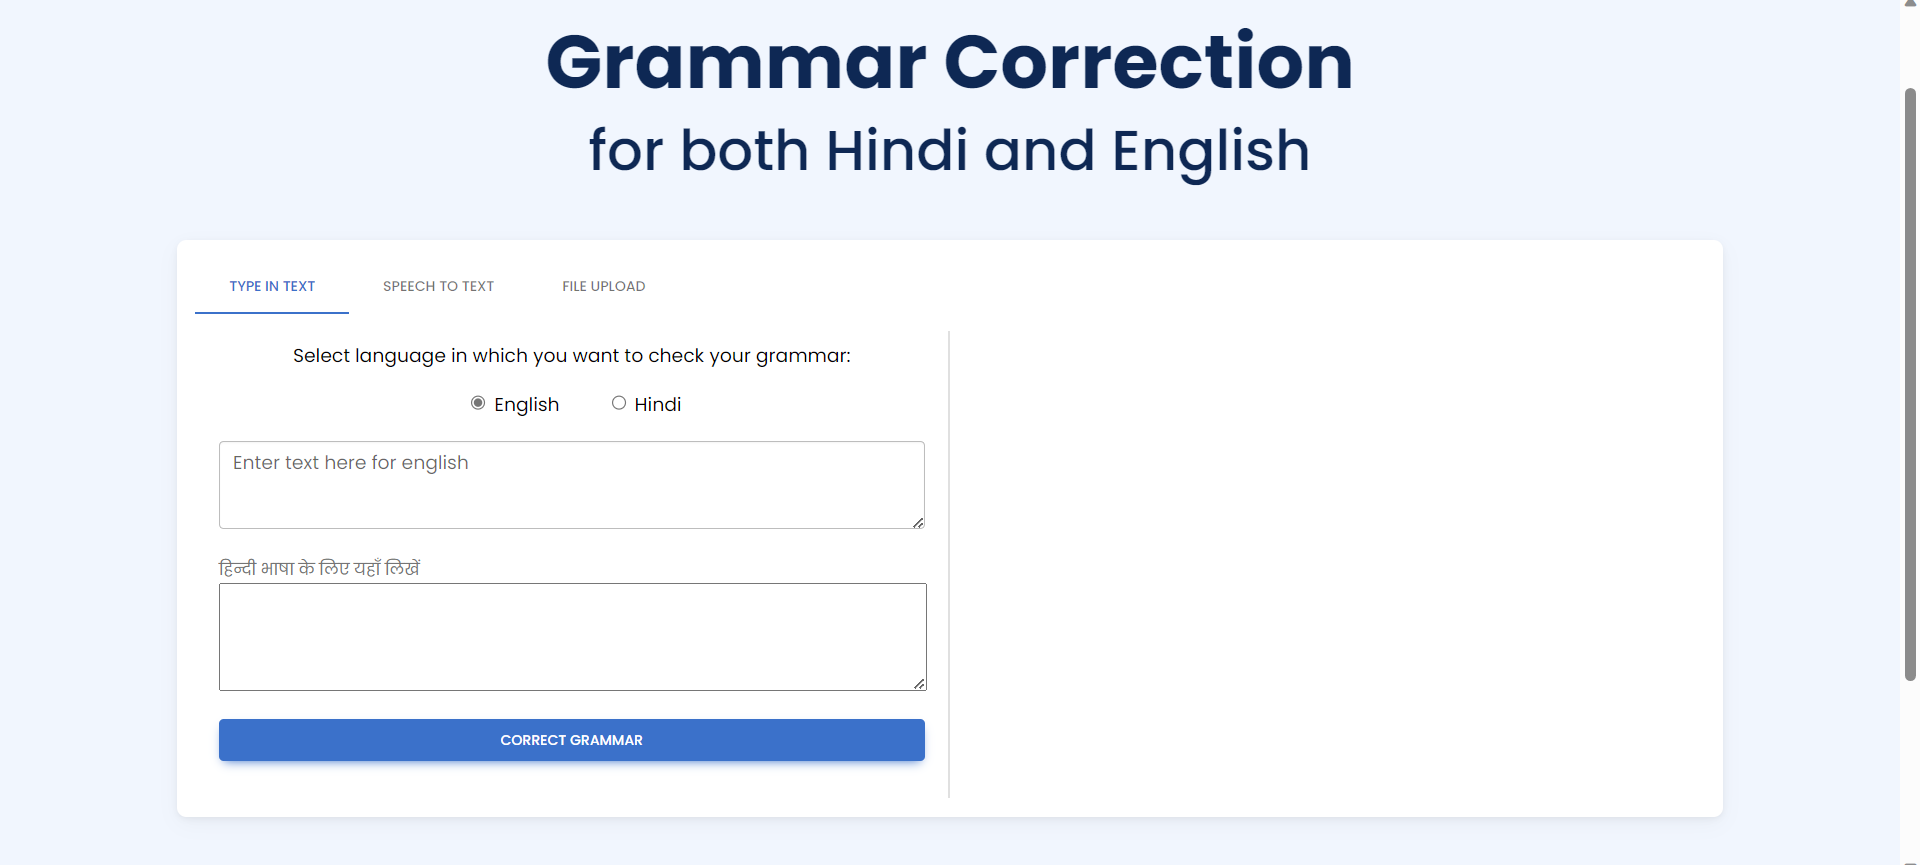 Grammar Correction
for both Hindi and English
TYPE IN TEXT SPEECH TO TEXT FILE UPLOAD
Select language in which you want to check your grammar:
English Hindi
Enter text here for english
हिन्दी भाषा के लिए यहाँ लिखें
CORRECT GRAMMAR